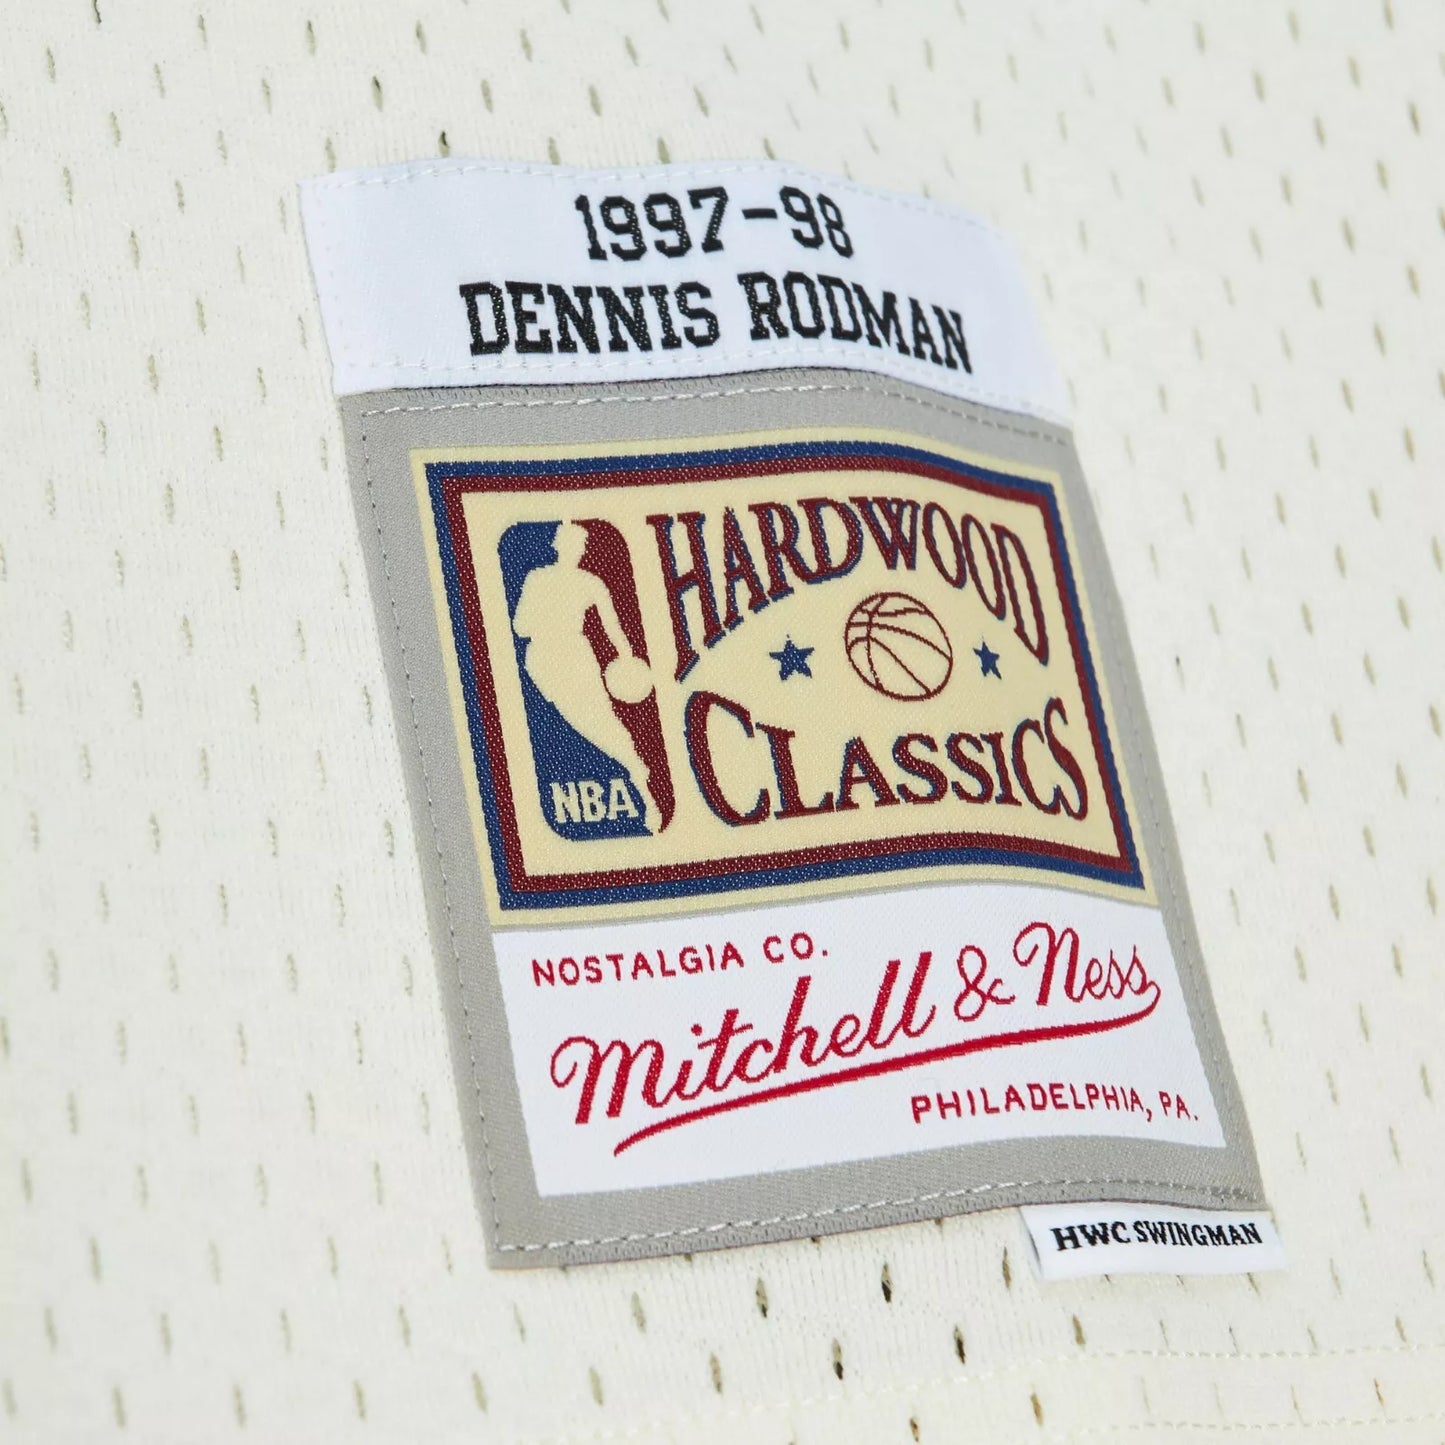 1997-98
DENNIS RODMAN
HARDWOOD
CLASSICS
NBA
NOSTALGIA CO.
Mitchell & Ness
PHILADELPHIA, PA.
HWC SWINGMAN